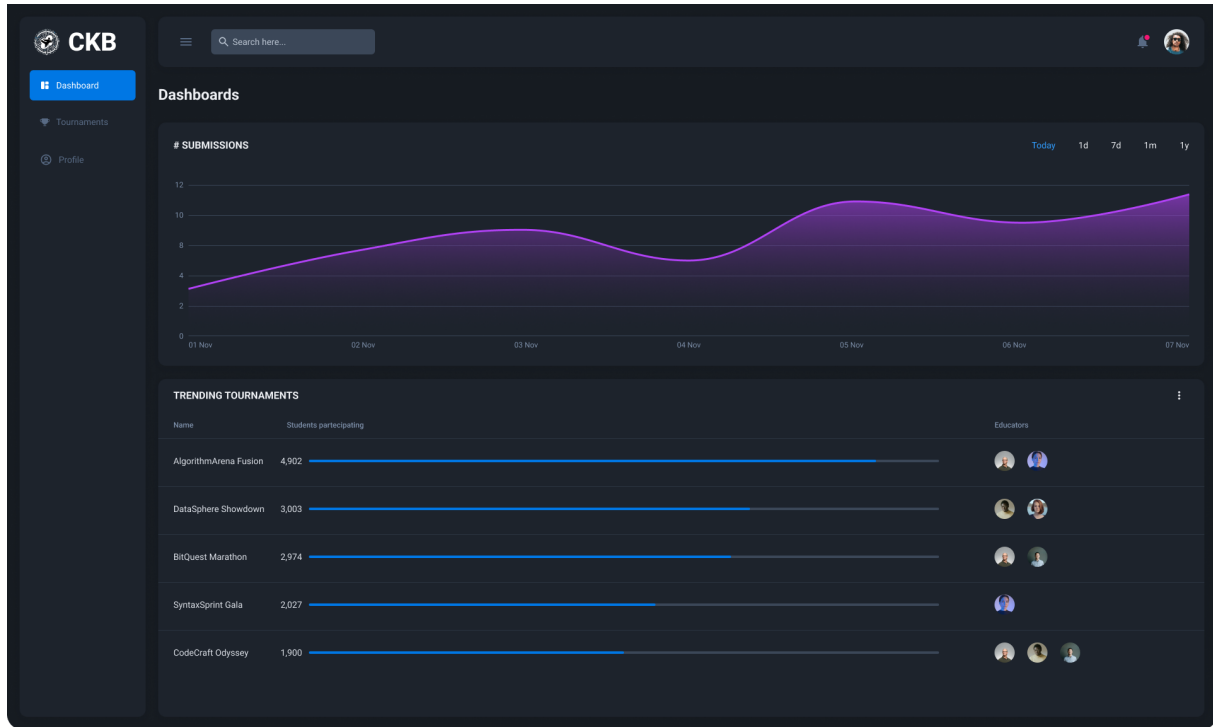 CKB
Search here...
Dashboard
Tournaments
Profile
Dashboards
# SUBMISSIONS
Today 1d 7d 1m 1y
12
10
8
4
2
0
01 Nov 02 Nov 03 Nov 04 Nov 05 Nov 06 Nov 07 Nov
TRENDING TOURNAMENTS
Name Students partecipating Educators
AlgorithmArena Fusion 4,902
DataSphere Showdown 3,003
BitQuest Marathon 2,974
SyntaxSprint Gala 2,027
CodeCraft Odyssey 1,900